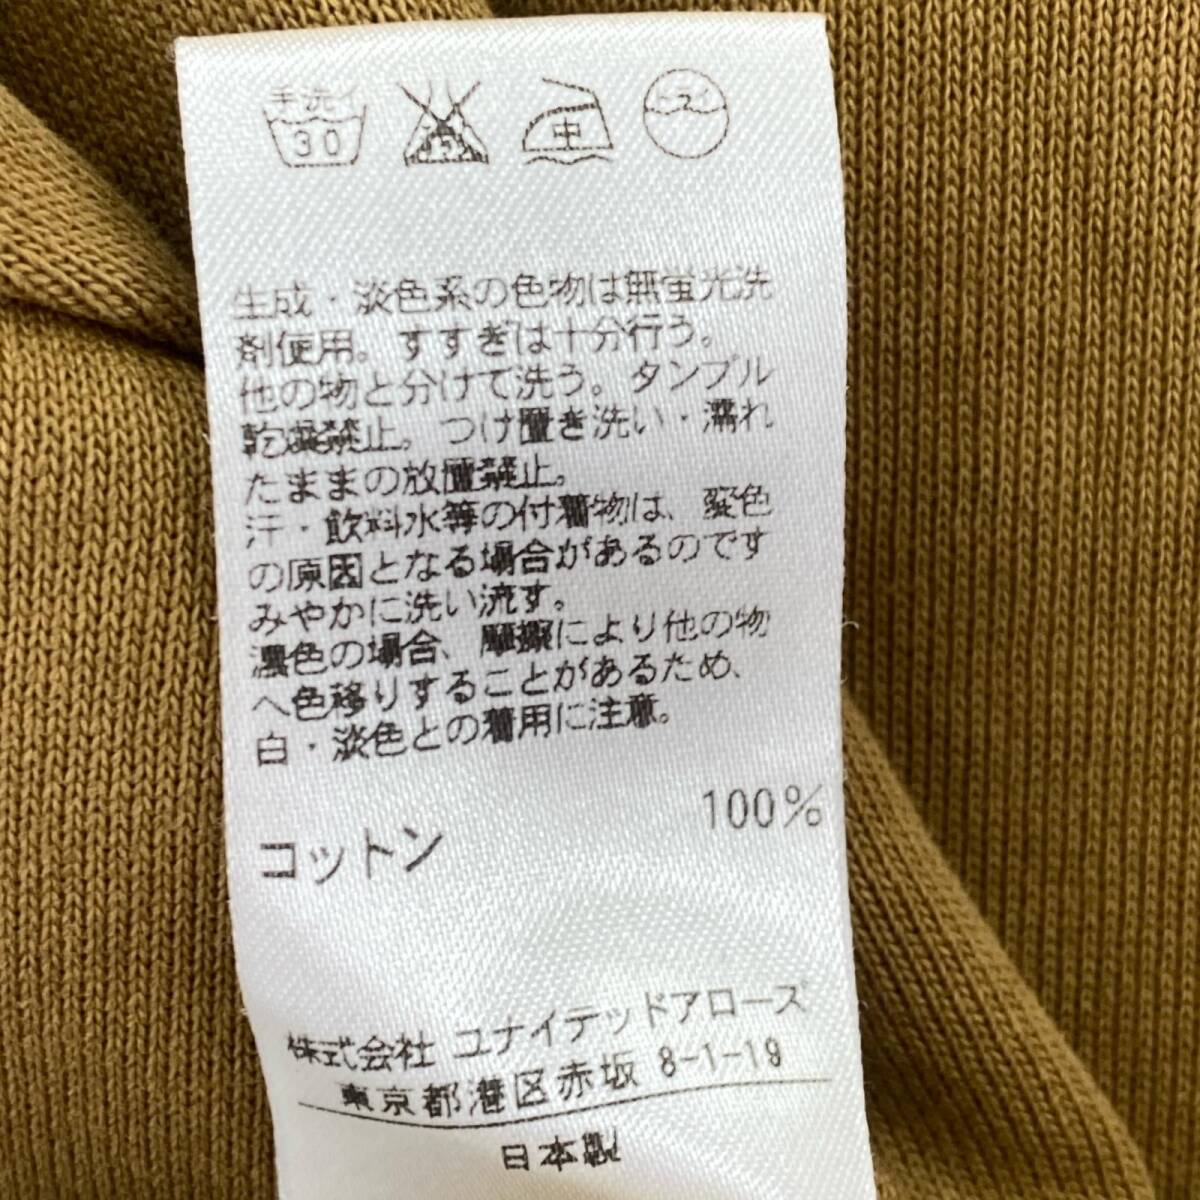 手洗イ
30
中
ドライ
生成・淡色系の色物は無蛍光洗
剤使用。すすぎは十分行う。
他の物と分けて洗う。タンブル
乾燥禁止。つけ置き洗い・濡れ
たままの放置禁止。
汗・飲料水等の付着物は、変色
の原因となる場合があるのです
みやかに洗い流す。
濃色の場合、摩擦により他の物
へ色移りすることがあるため、
白・淡色との着用に注意。
コットン 100%
株式会社 ユナイテッドアローズ
東京都港区赤坂 8-1-19
日本製